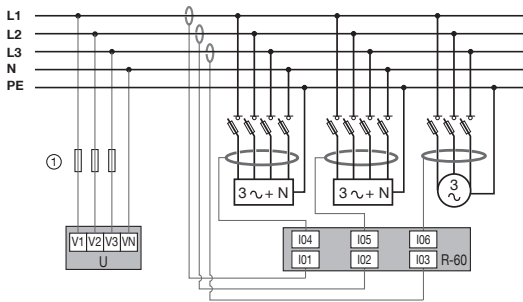 L1
L2
L3
N
PE
①
3 ∿ + N
3 ∿ + N
3 ∿
V1 V2 V3 VN
U
I04 I05 I06
I01 I02 I03
R-60